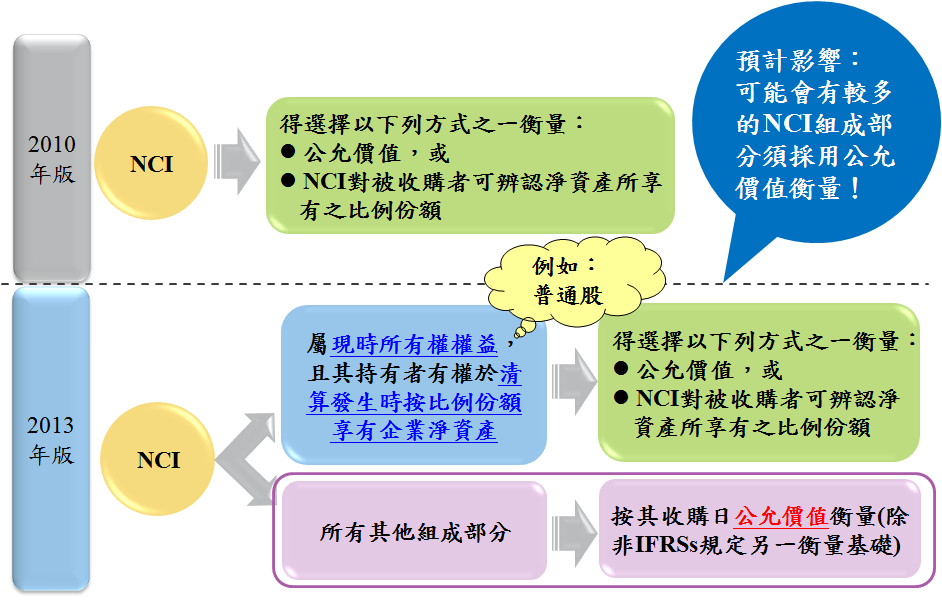 2010
年版
NCI
得選擇以下列方式之一衡量：
● 公允價值，或
● NCI對被收購者可辨認淨資產所享
有之比例份額
預計影響：
可能會有較多
的NCI組成部
分須採用公允
價值衡量！
2013
年版
NCI
例如：
普通股
屬現時所有權權益，
且其持有者有權於清
算發生時按比例份額
享有企業淨資產
得選擇以下列方式之一衡量：
● 公允價值，或
● NCI對被收購者可辨認淨
資產所享有之比例份額
所有其他組成部分
按其收購日公允價值衡量(除
非IFRSs規定另一衡量基礎)